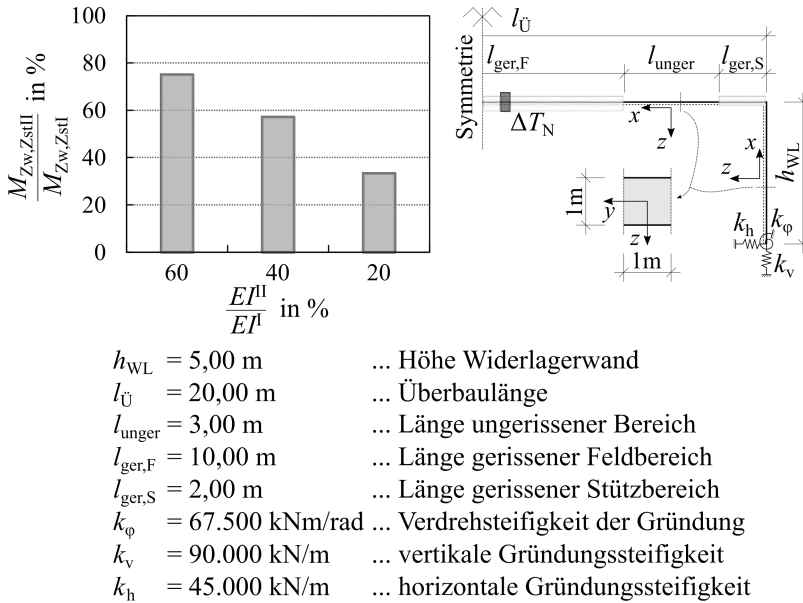 100
80
60
40
20
0
M_Zw,ZstII / M_Zw,ZstI in %
60 40 20
EI^II / EI^I in %
Symmetrie
l_Ü
l_ger,F l_unger l_ger,S
ΔT_N
x
z
x
z
h_WL
1m
y
z
1m
k_h
k_φ
k_v
h_WL = 5,00 m ... Höhe Widerlagerwand
l_Ü = 20,00 m ... Überbaulänge
l_unger = 3,00 m ... Länge ungerissener Bereich
l_ger,F = 10,00 m ... Länge gerissener Feldbereich
l_ger,S = 2,00 m ... Länge gerissener Stützbereich
k_φ = 67.500 kNm/rad ... Verdrehsteifigkeit der Gründung
k_v = 90.000 kN/m ... vertikale Gründungssteifigkeit
k_h = 45.000 kN/m ... horizontale Gründungssteifigkeit